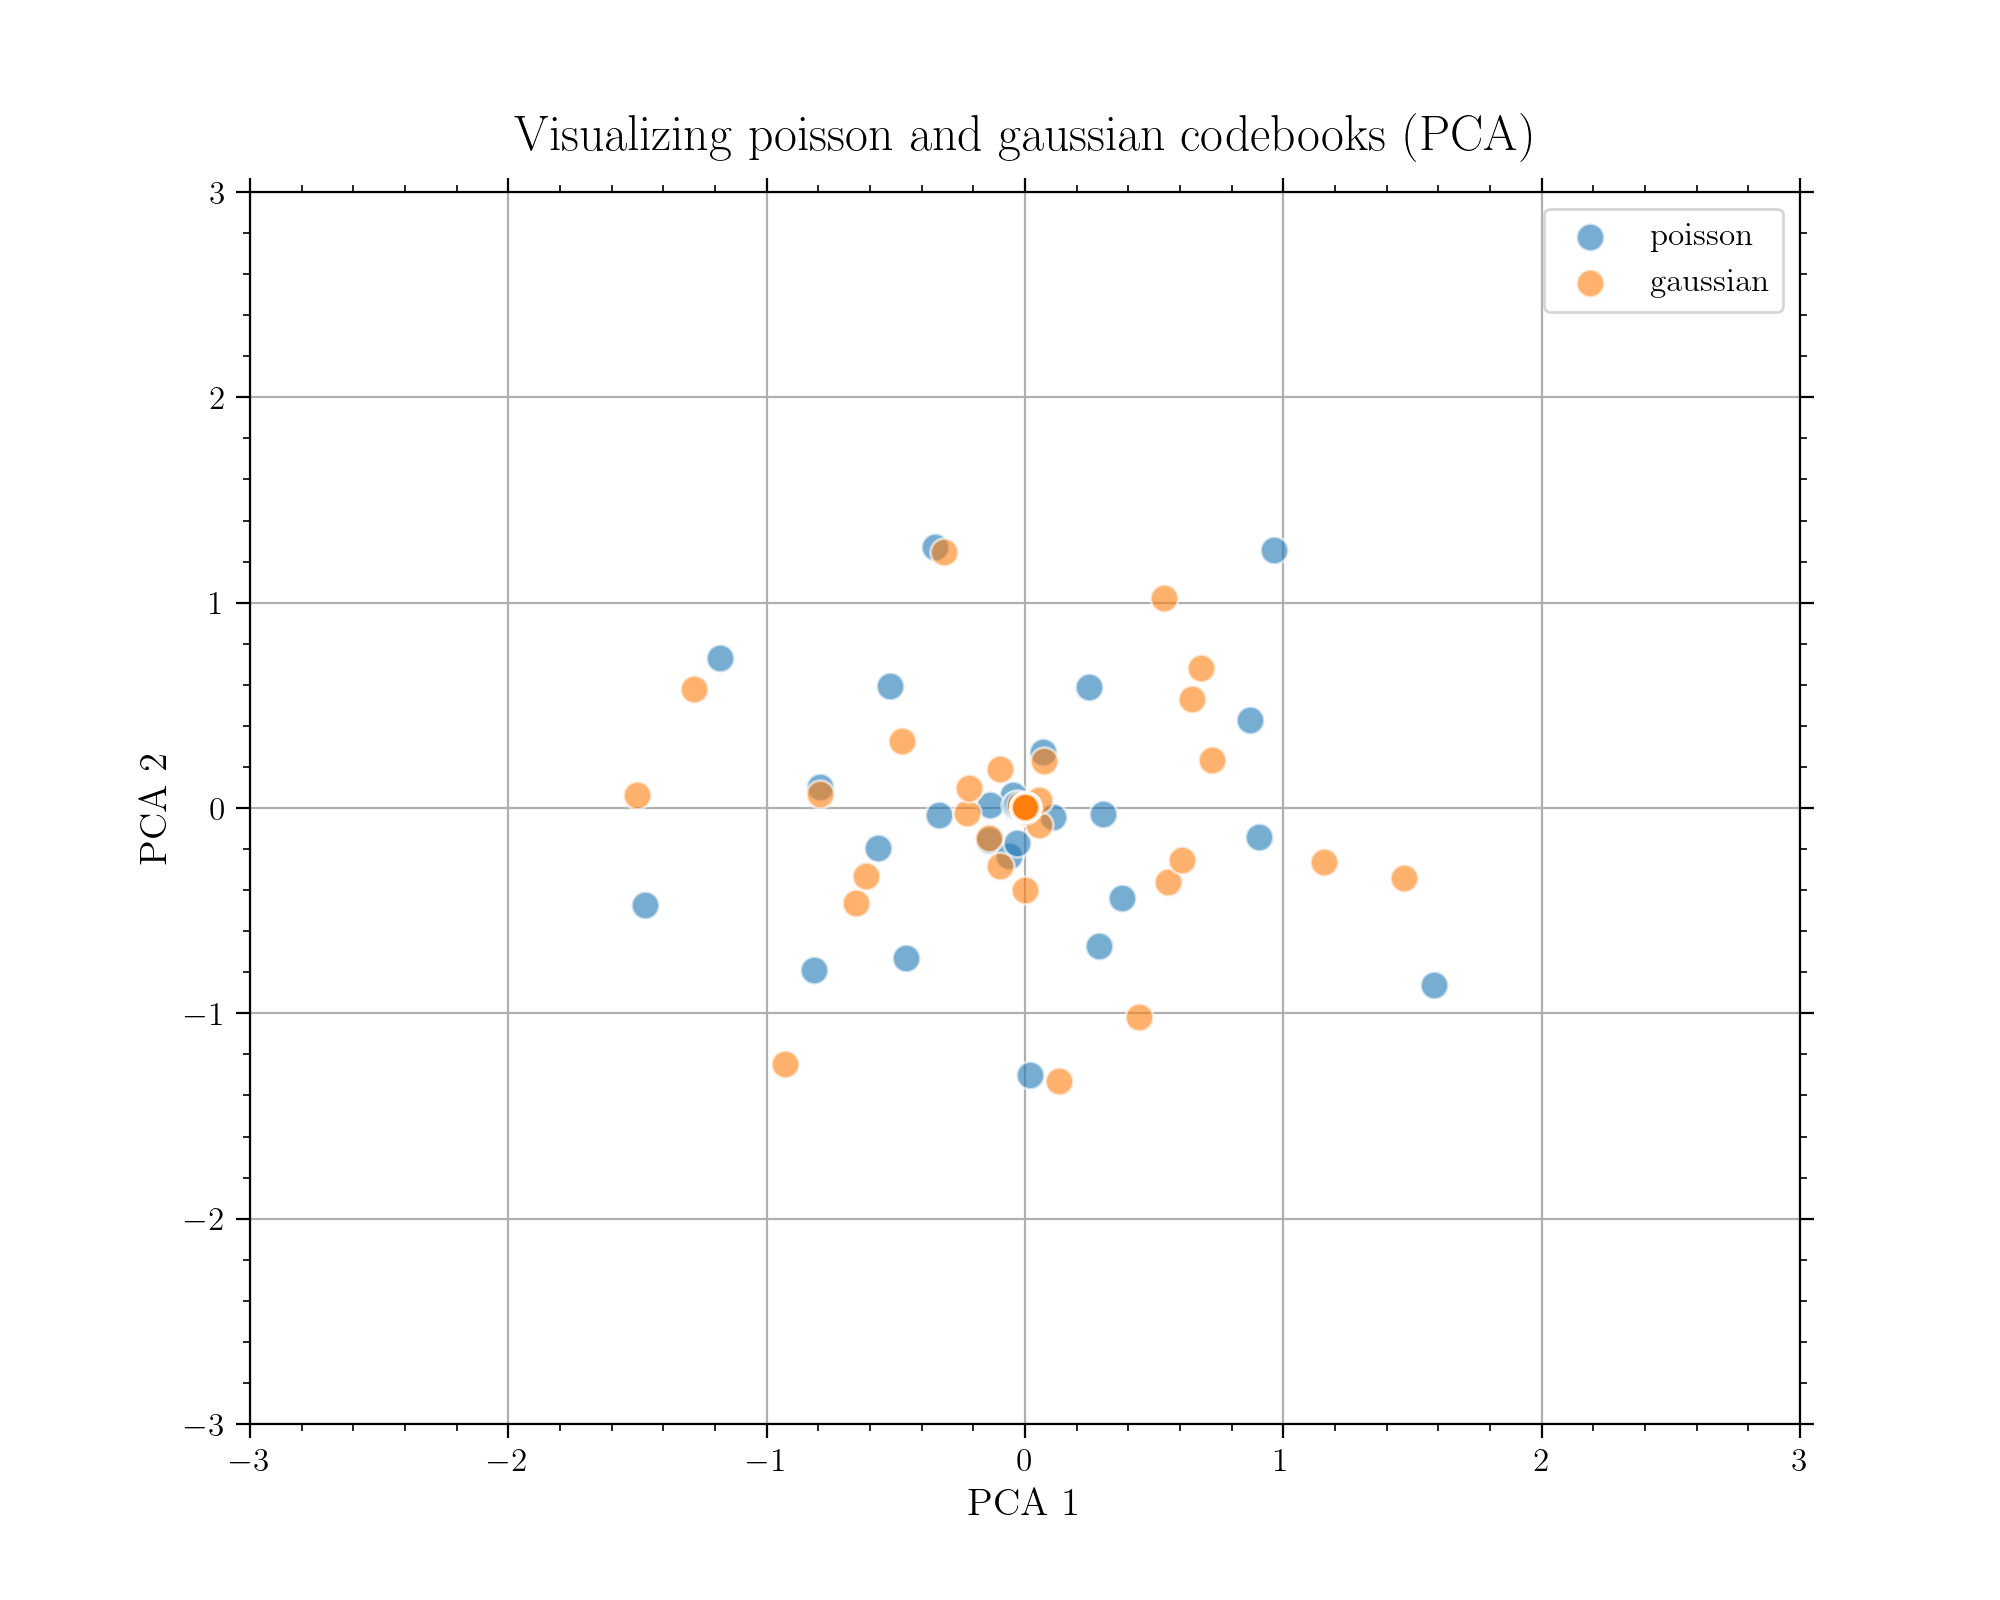 Visualizing poisson and gaussian codebooks (PCA)
poisson
gaussian
3
2
1
0
−1
−2
−3
PCA 2
−3 −2 −1 0 1 2 3
PCA 1